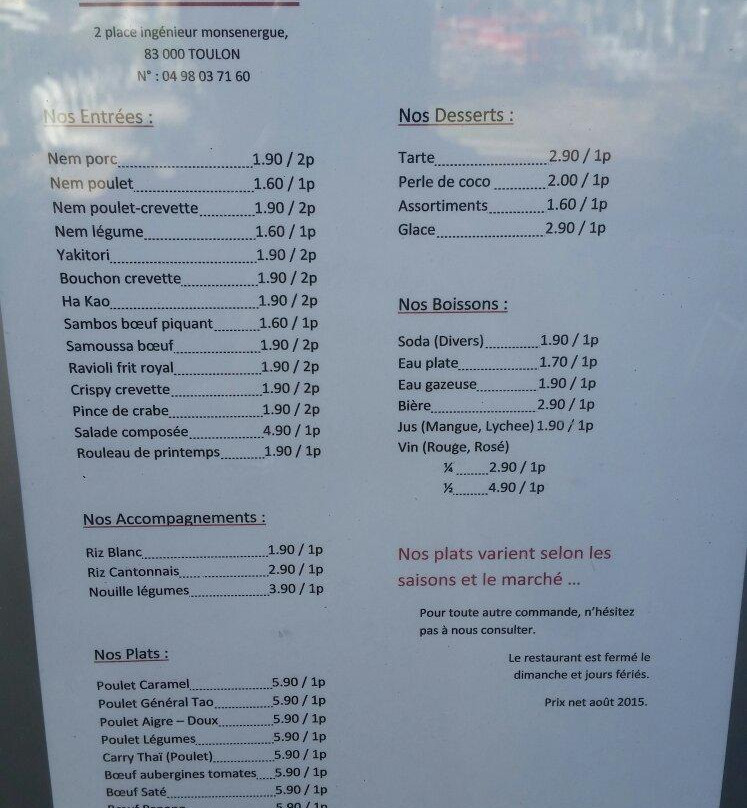 2 place ingénieur monsenergue,
83 000 TOULON
N° : 04 98 03 71 60
Nos Entrées :
Nem porc 1.90 / 2p
Nem poulet 1.60 / 1p
Nem poulet-crevette 1.90 / 2p
Nem légume 1.60 / 1p
Yakitori 1.90 / 2p
Bouchon crevette 1.90 / 2p
Ha Kao 1.90 / 2p
Sambos bœuf piquant 1.60 / 1p
Samoussa bœuf 1.90 / 2p
Ravioli frit royal 1.90 / 2p
Crispy crevette 1.90 / 2p
Pince de crabe 1.90 / 2p
Salade composée 4.90 / 1p
Rouleau de printemps 1.90 / 1p
Nos Accompagnements :
Riz Blanc 1.90 / 1p
Riz Cantonnais 2.90 / 1p
Nouille légumes 3.90 / 1p
Nos Plats :
Poulet Caramel 5.90 / 1p
Poulet Général Tao 5.90 / 1p
Poulet Aigre – Doux 5.90 / 1p
Poulet Légumes 5.90 / 1p
Carry Thaï (Poulet) 5.90 / 1p
Bœuf aubergines tomates 5.90 / 1p
Bœuf Saté 5.90 / 1p
Bœuf 5.90 / 1p
Nos Desserts :
Tarte 2.90 / 1p
Perle de coco 2.00 / 1p
Assortiments 1.60 / 1p
Glace 2.90 / 1p
Nos Boissons :
Soda (Divers) 1.90 / 1p
Eau plate 1.70 / 1p
Eau gazeuse 1.90 / 1p
Bière 2.90 / 1p
Jus (Mangue, Lychee) 1.90 / 1p
Vin (Rouge, Rosé)
¼ 2.90 / 1p
½ 4.90 / 1p
Nos plats varient selon les
saisons et le marché ...
Pour toute autre commande, n'hésitez
pas à nous consulter.
Le restaurant est fermé le
dimanche et jours fériés.
Prix net août 2015.